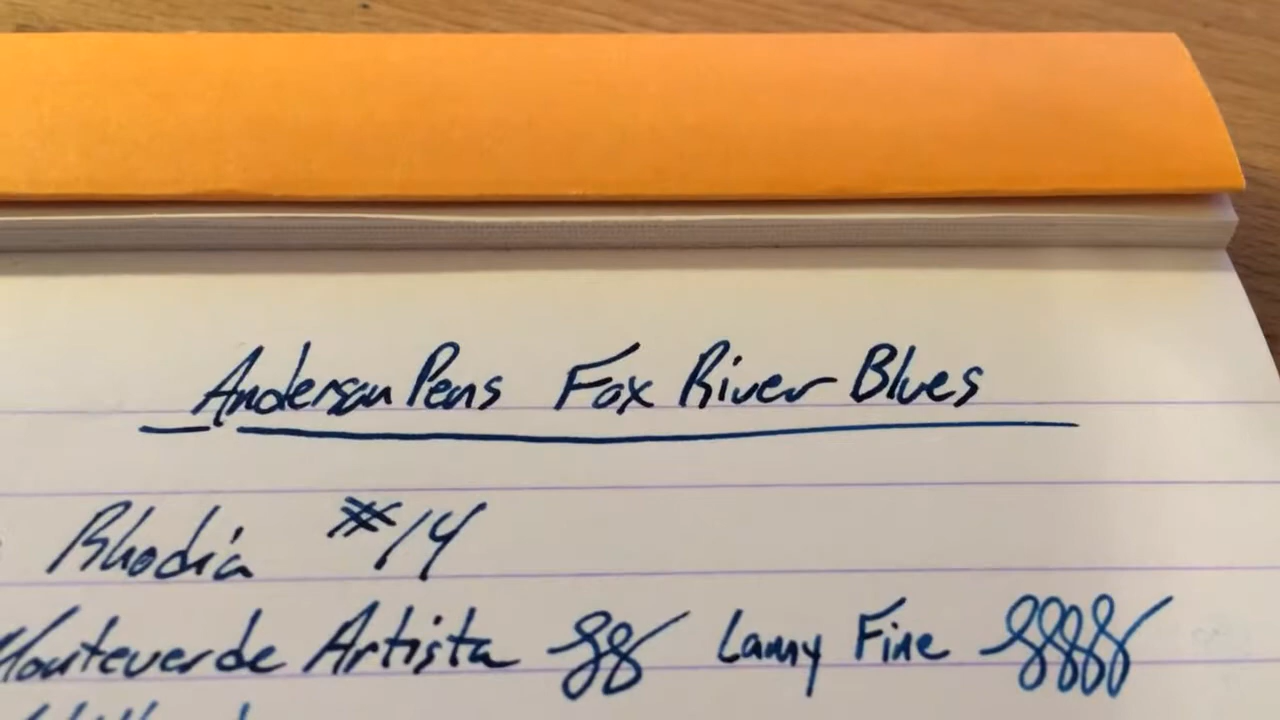 Anderson Pens Fox River Blues
Rhodia #14
Monteverde Artista Lamy Fine